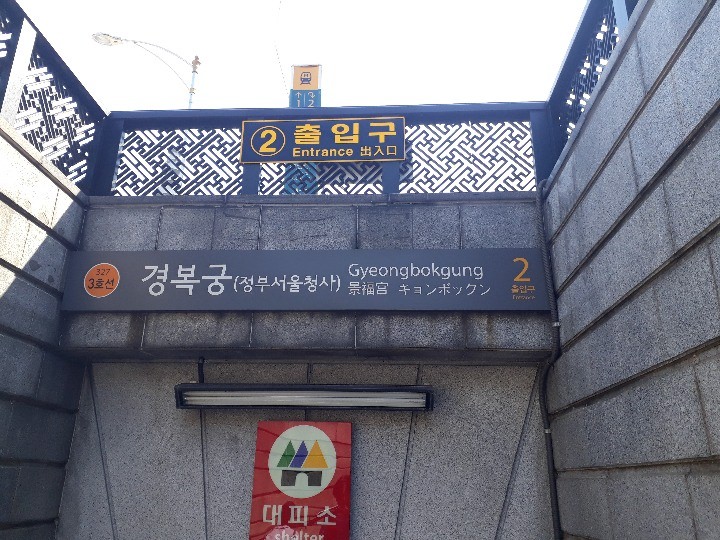 1 2
② 출입구
Entrance 出入口
327
3호선
경복궁(정부서울청사)
Gyeongbokgung
景福宮 キョンボックン
2
출입구
Entrance
대피소
shelter